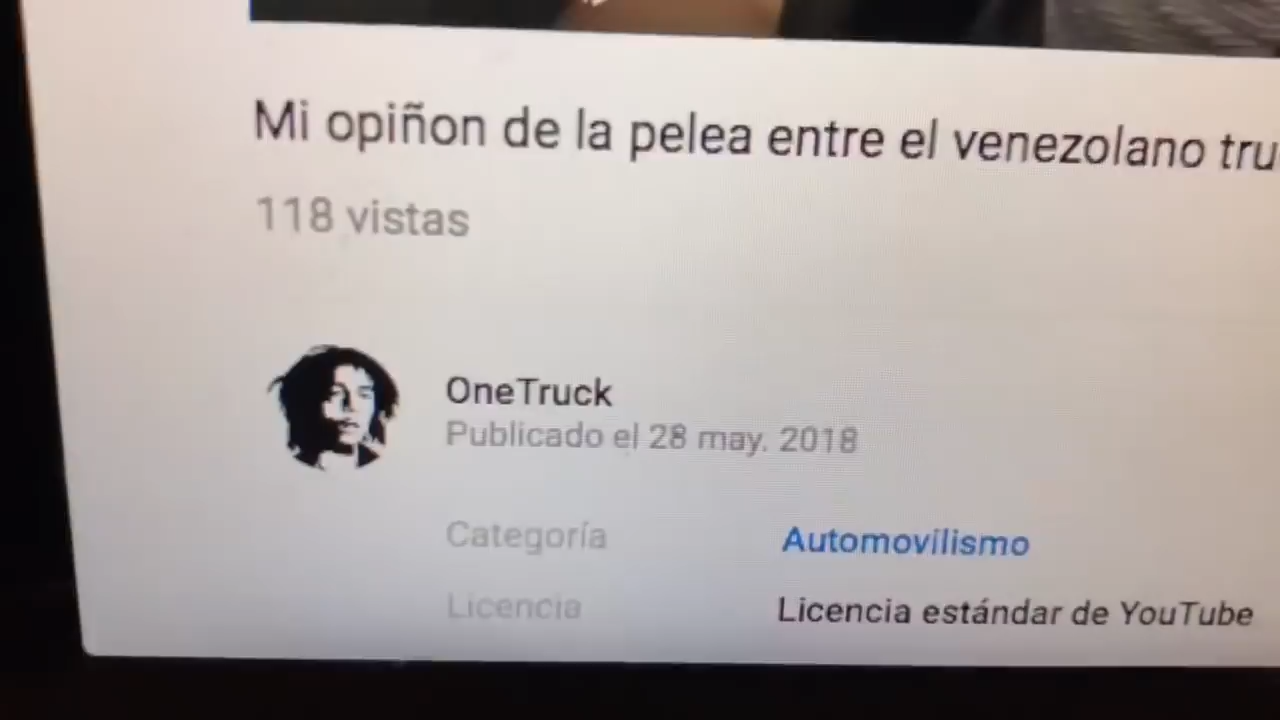 Mi opiñon de la pelea entre el venezolano
118 vistas
OneTruck
Publicado el 28 may. 2018
Categoría Automovilismo
Licencia Licencia estándar de YouTube